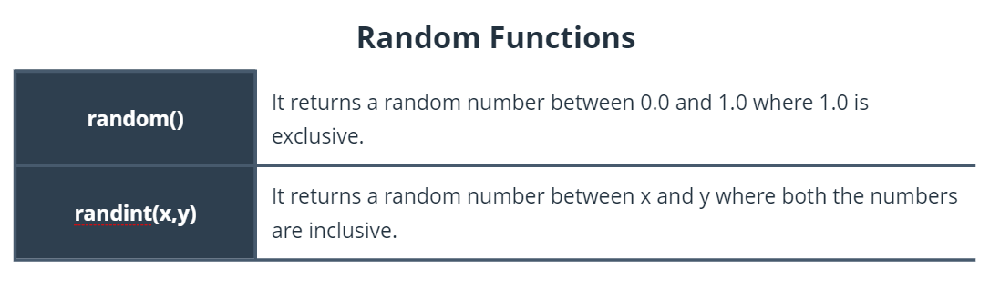 Random Functions
random()
It returns a random number between 0.0 and 1.0 where 1.0 is
exclusive.
randint(x,y)
It returns a random number between x and y where both the numbers
are inclusive.